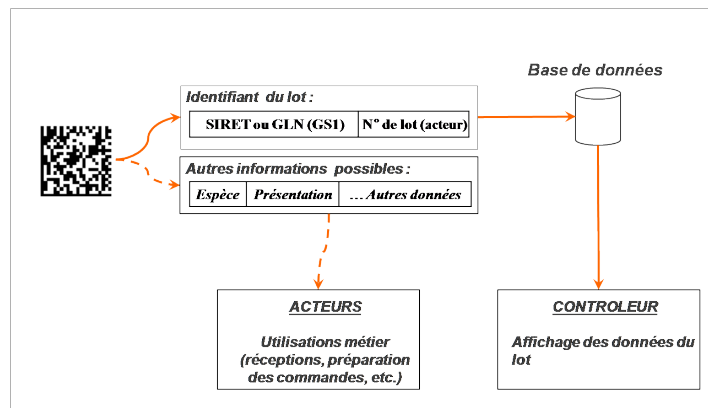 Base de données
Identifiant du lot :
SIRET ou GLN (GS1) N° de lot (acteur)
Autres informations possibles :
Espèce Présentation … Autres données
ACTEURS
Utilisations métier
(réceptions, préparation
des commandes, etc.)
CONTROLEUR
Affichage des données du
lot